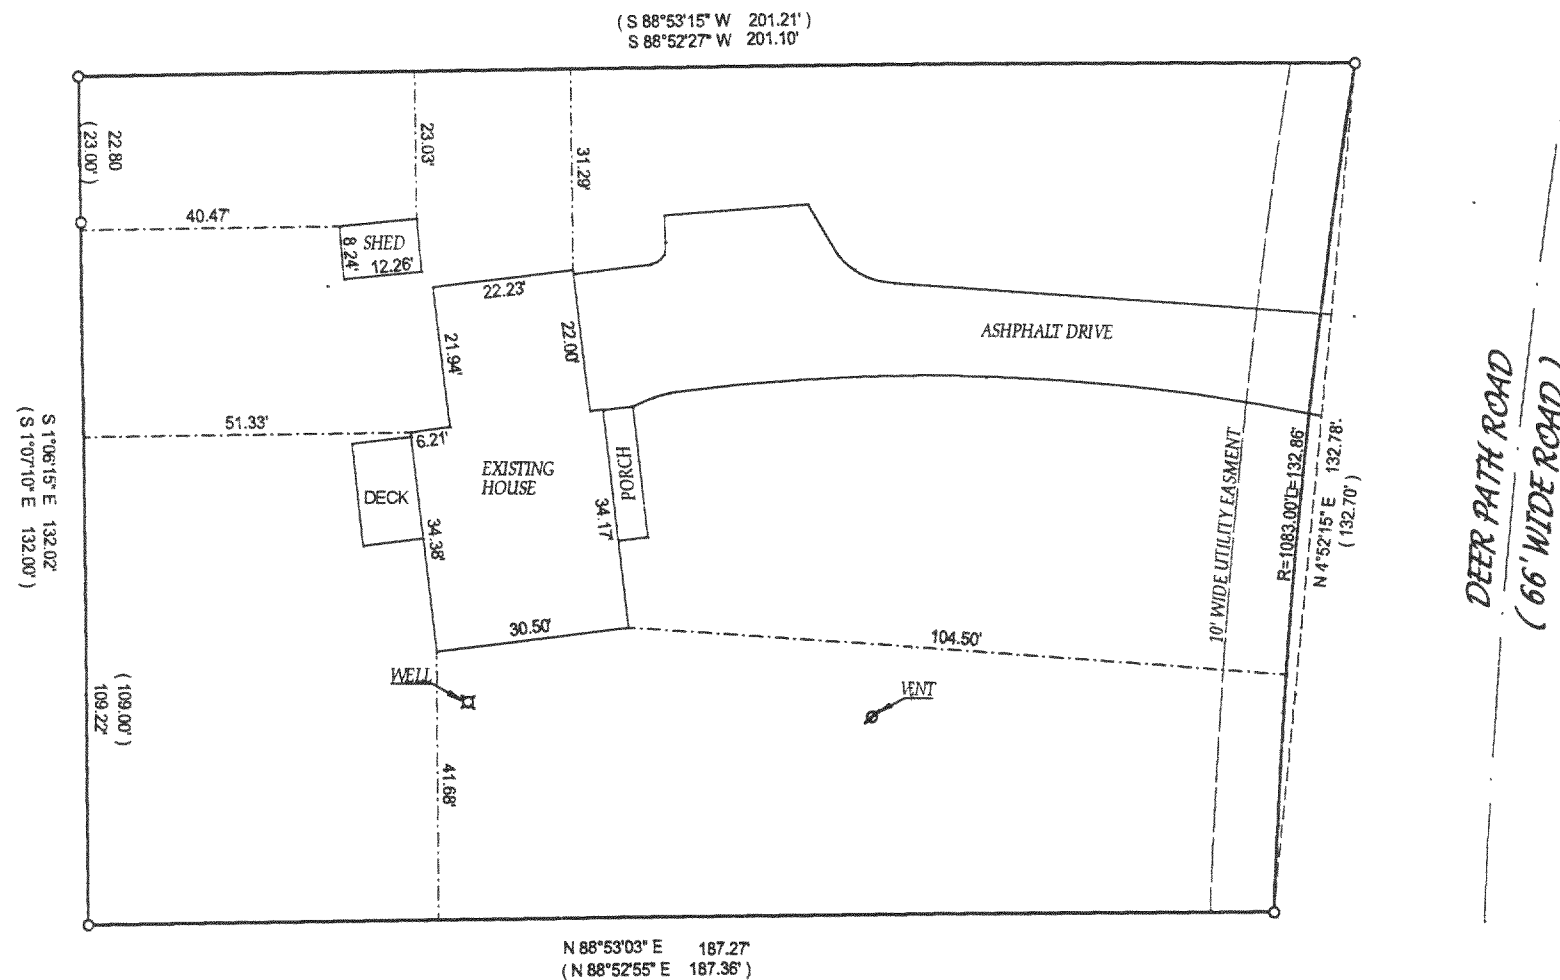 ( S 88°53'15" W 201.21' )
S 88°52'27" W 201.10'
22.80
( 23.00' )
23.03'
31.29'
40.47'
SHED
8.24'
12.26'
22.23'
21.94'
22.00'
ASHPHALT DRIVE
51.33'
6.21'
DECK
EXISTING
HOUSE
PORCH
34.38'
34.17'
30.50'
104.50'
WELL
VENT
41.68'
10' WIDE UTILITY EASMENT
R=1083.00'D=132.86'
N 4°52'15" E 132.78'
( 132.70' )
DEER PATH ROAD
( 66' WIDE ROAD )
S 1°06'15" E 132.02'
( S 1°07'10" E 132.00' )
( 109.00' )
109.22'
N 88°53'03" E 187.27'
( N 88°52'55" E 187.36' )